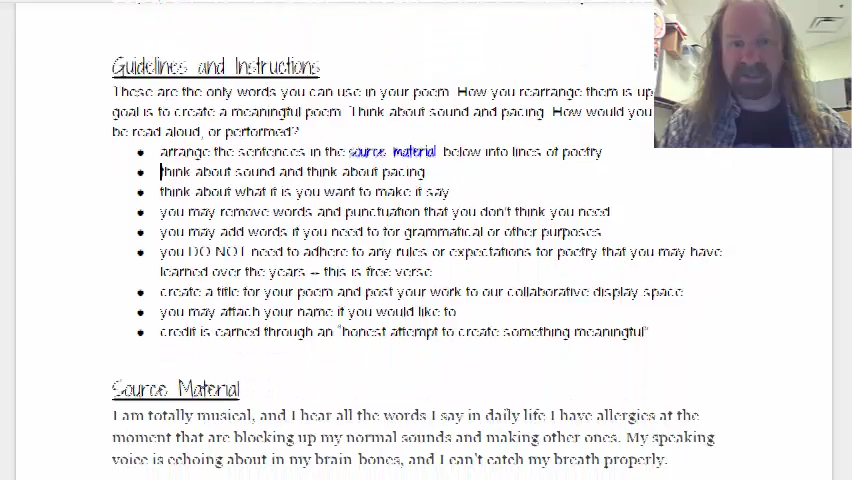 Guidelines and Instructions
These are the only words you can use in your poem. How you rearrange them is up
goal is to create a meaningful poem. Think about sound and pacing. How would you
be read aloud, or performed?
● arrange the sentences in the source material below into lines of poetry
● think about sound and think about pacing
● think about what it is you want to make it say
● you may remove words and punctuation that you don't think you need
● you may add words if you need to for grammatical or other purposes
● you DO NOT need to adhere to any rules or expectations for poetry that you may have
learned over the years -- this is free verse
● create a title for your poem and post your work to our collaborative display space
● you may attach your name if you would like to
● credit is earned through an "honest attempt to create something meaningful"
Source Material
I am totally musical, and I hear all the words I say in daily life I have allergies at the
moment that are blocking up my normal sounds and making other ones. My speaking
voice is echoing about in my brain-bones, and I can't catch my breath properly.